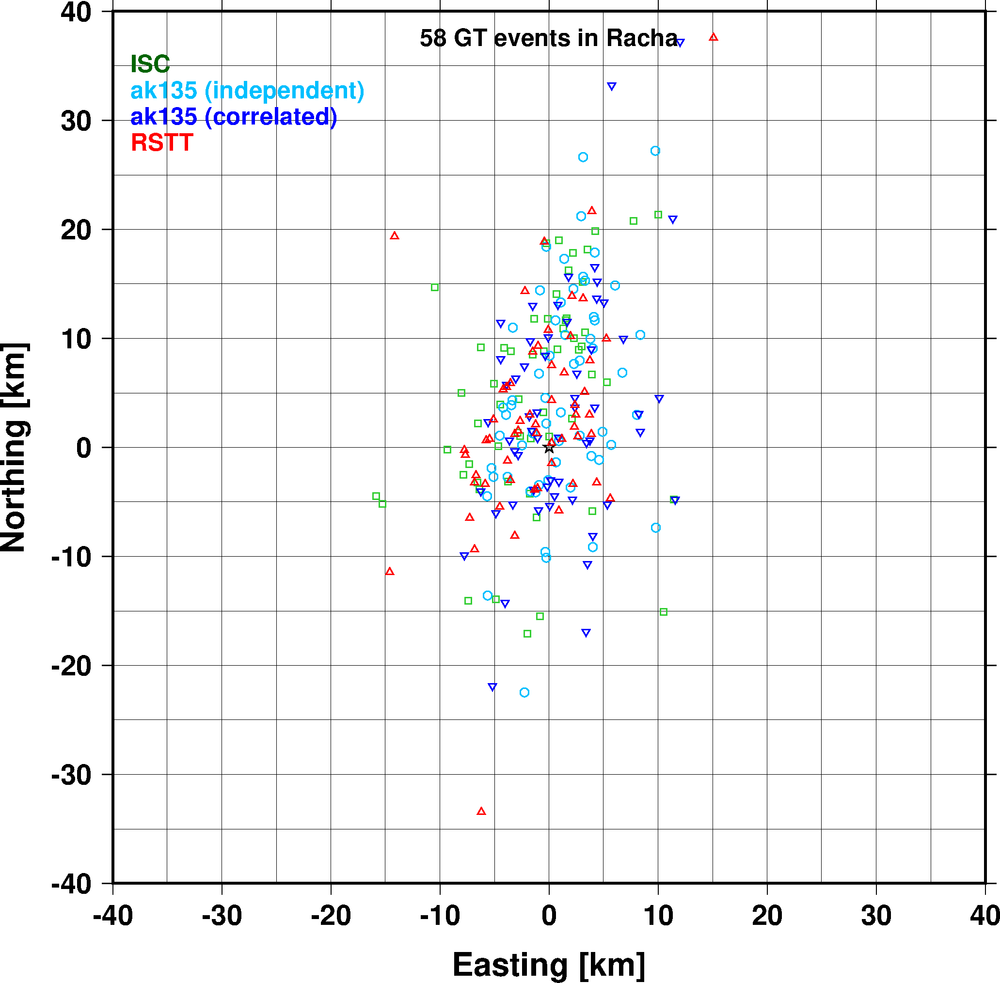 58 GT events in Racha
ISC
ak135 (independent)
ak135 (correlated)
RSTT
40
30
20
10
0
-10
-20
-30
-40
Northing [km]
-40 -30 -20 -10 0 10 20 30 40
Easting [km]